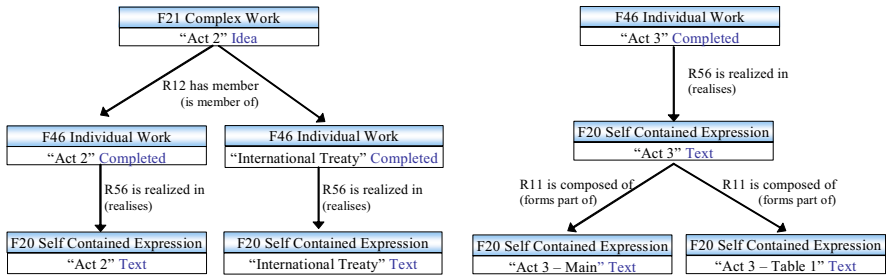 F21 Complex Work
“Act 2” Idea
R12 has member
(is member of)
F46 Individual Work
“Act 2” Completed
F46 Individual Work
“International Treaty” Completed
R56 is realized in
(realises)
R56 is realized in
(realises)
F20 Self Contained Expression
“Act 2” Text
F20 Self Contained Expression
“International Treaty” Text
F46 Individual Work
“Act 3” Completed
R56 is realized in
(realises)
F20 Self Contained Expression
“Act 3” Text
R11 is composed of
(forms part of)
R11 is composed of
(forms part of)
F20 Self Contained Expression
“Act 3 – Main” Text
F20 Self Contained Expression
“Act 3 – Table 1” Text